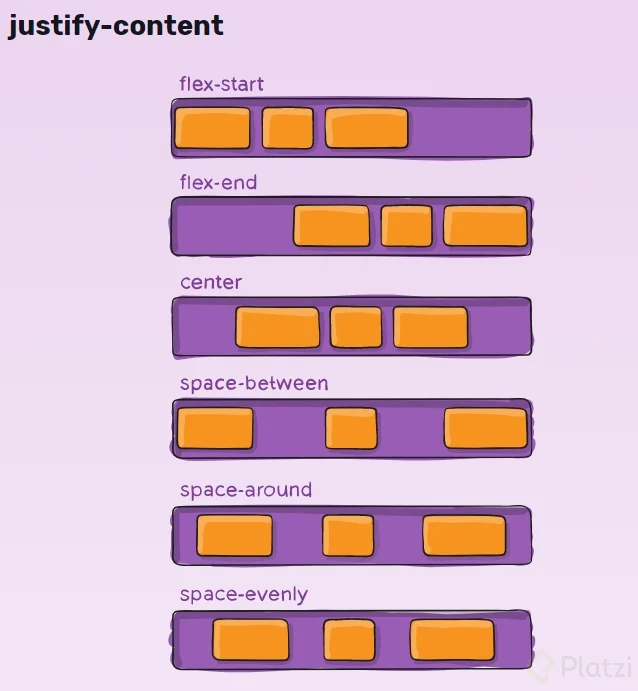 justify-content
flex-start
flex-end
center
space-between
space-around
space-evenly
Platzi